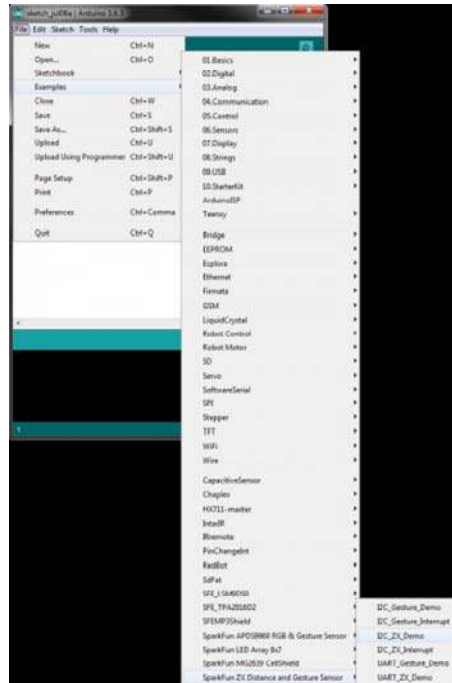 sketch_jul06a | Arduino 1.6.3
File Edit Sketch Tools Help
New Ctrl+N
Open... Ctrl+O
Sketchbook
Examples
Close Ctrl+W
Save Ctrl+S
Save As... Ctrl+Shift+S
Upload Ctrl+U
Upload Using Programmer Ctrl+Shift+U
Page Setup Ctrl+Shift+P
Print Ctrl+P
Preferences Ctrl+Comma
Quit Ctrl+Q
01.Basics
02.Digital
03.Analog
04.Communication
05.Control
06.Sensors
07.Display
08.Strings
09.USB
10.StarterKit
ArduinoISP
Teensy
Bridge
EEPROM
Esplora
Ethernet
Firmata
GSM
LiquidCrystal
Robot Control
Robot Motor
SD
Servo
SoftwareSerial
SPI
Stepper
TFT
WiFi
Wire
CapacitiveSensor
Chaplex
HX711-master
IRremote
PinChangeInt
RedBot
SdFat
SFE_LSM9DS0
SFE_TPA2016D2
SFEMP3Shield
SparkFun APDS9960 RGB & Gesture Sensor
SparkFun LED Array 8x7
SparkFun MG2639 CellShield
SparkFun ZX Distance and Gesture Sensor
I2C_Gesture_Demo
I2C_Gesture_Interrupt
I2C_ZX_Demo
I2C_ZX_Interrupt
UART_Gesture_Demo
UART_ZX_Demo